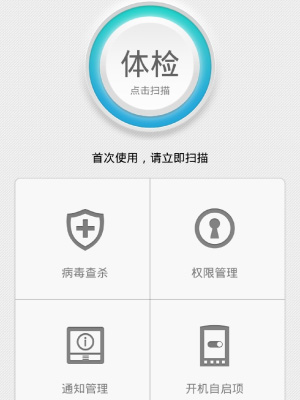 体检
点击扫描
首次使用，请立即扫描
病毒查杀
权限管理
通知管理
开机自启项